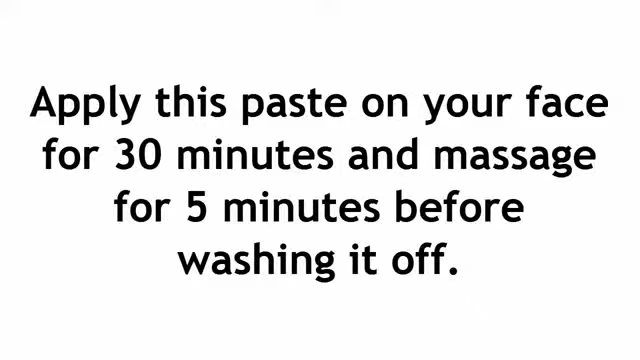 Apply this paste on your face
for 30 minutes and massage
for 5 minutes before
washing it off.